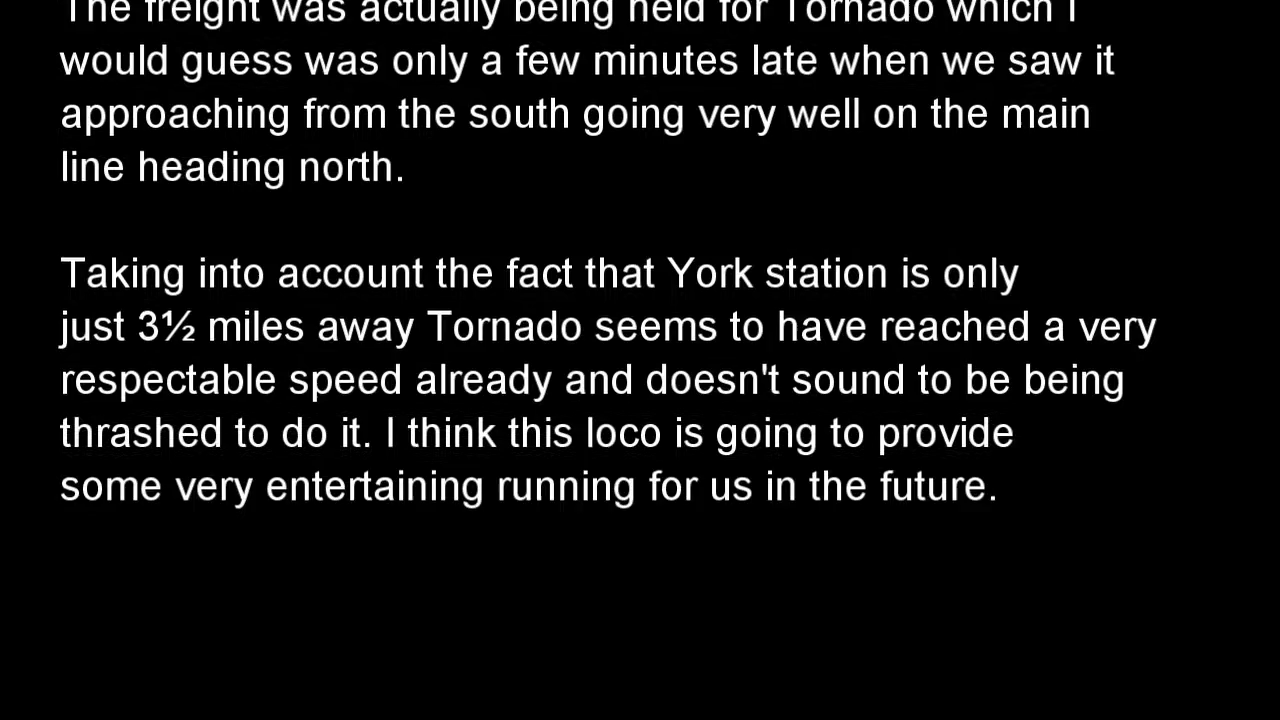 The freight was actually being held for Tornado which I
would guess was only a few minutes late when we saw it
approaching from the south going very well on the main
line heading north.
Taking into account the fact that York station is only
just 3½ miles away Tornado seems to have reached a very
respectable speed already and doesn't sound to be being
thrashed to do it. I think this loco is going to provide
some very entertaining running for us in the future.